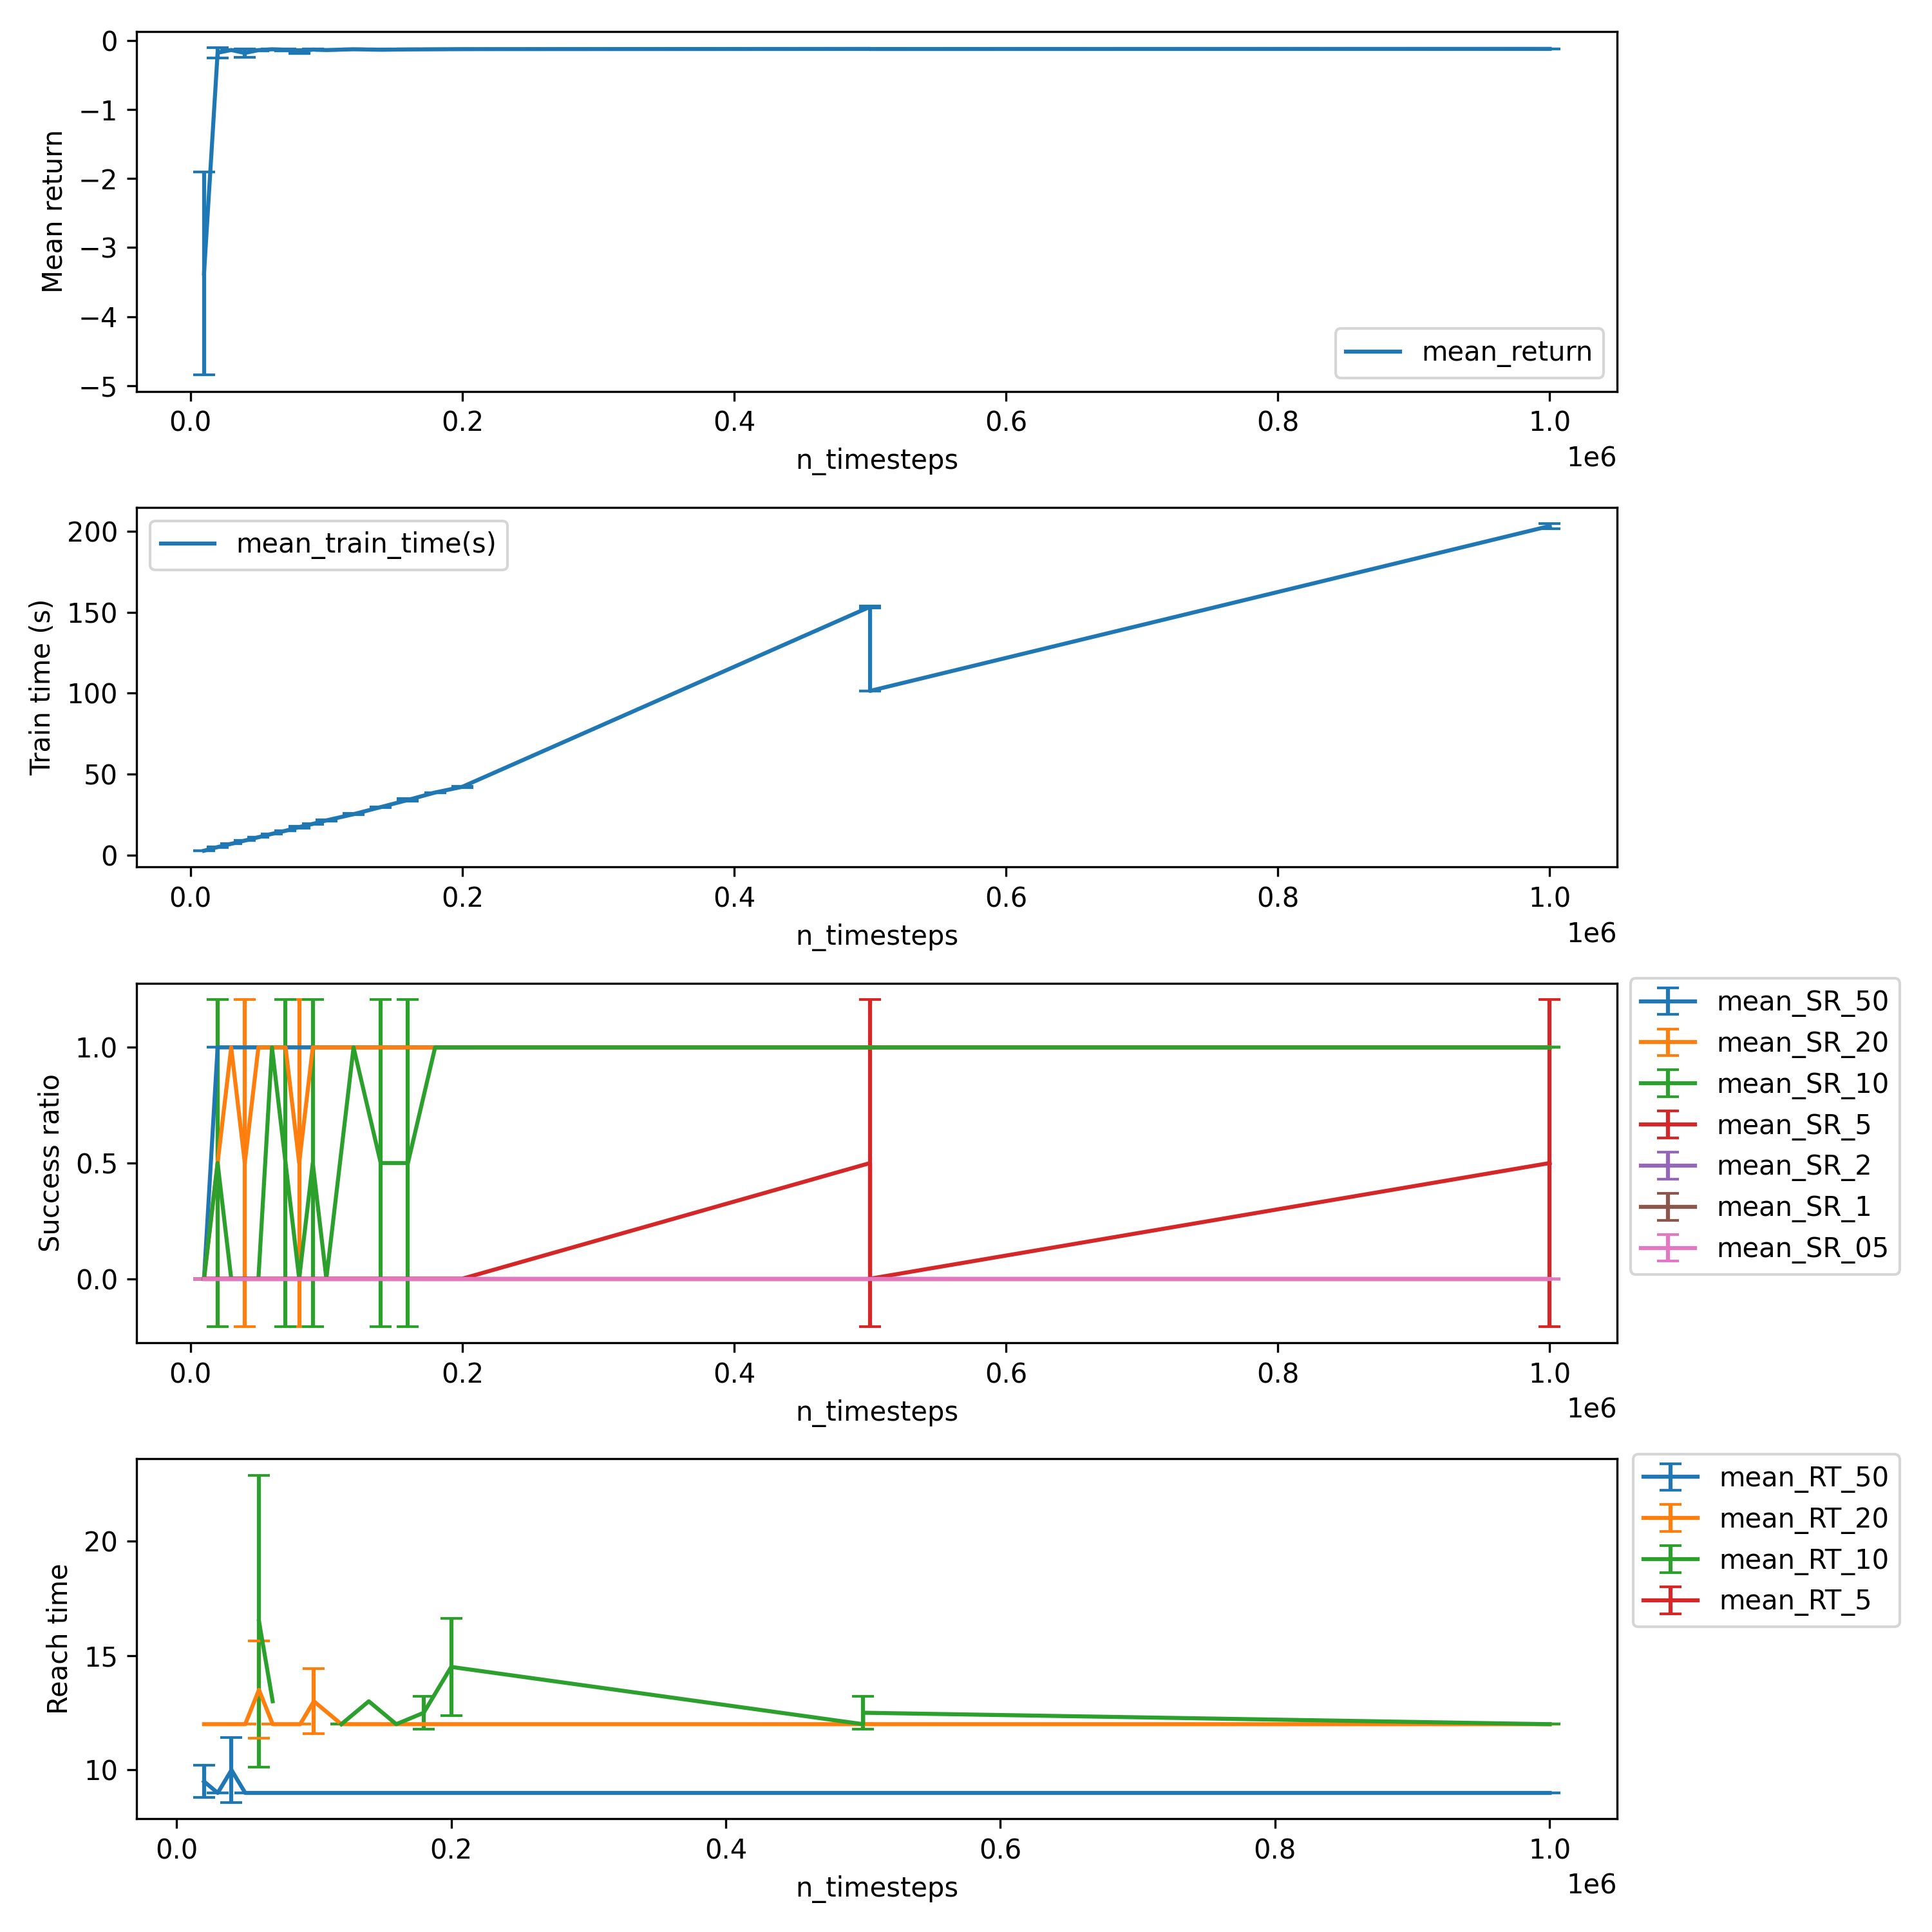 0
−1
−2
−3
−4
−5
Mean return
mean_return
0.0 0.2 0.4 0.6 0.8 1.0
n_timesteps
1e6
200
150
100
50
0
Train time (s)
mean_train_time(s)
0.0 0.2 0.4 0.6 0.8 1.0
n_timesteps
1e6
1.0
0.5
0.0
Success ratio
mean_SR_50
mean_SR_20
mean_SR_10
mean_SR_5
mean_SR_2
mean_SR_1
mean_SR_05
0.0 0.2 0.4 0.6 0.8 1.0
n_timesteps
1e6
20
15
10
Reach time
mean_RT_50
mean_RT_20
mean_RT_10
mean_RT_5
0.0 0.2 0.4 0.6 0.8 1.0
n_timesteps
1e6